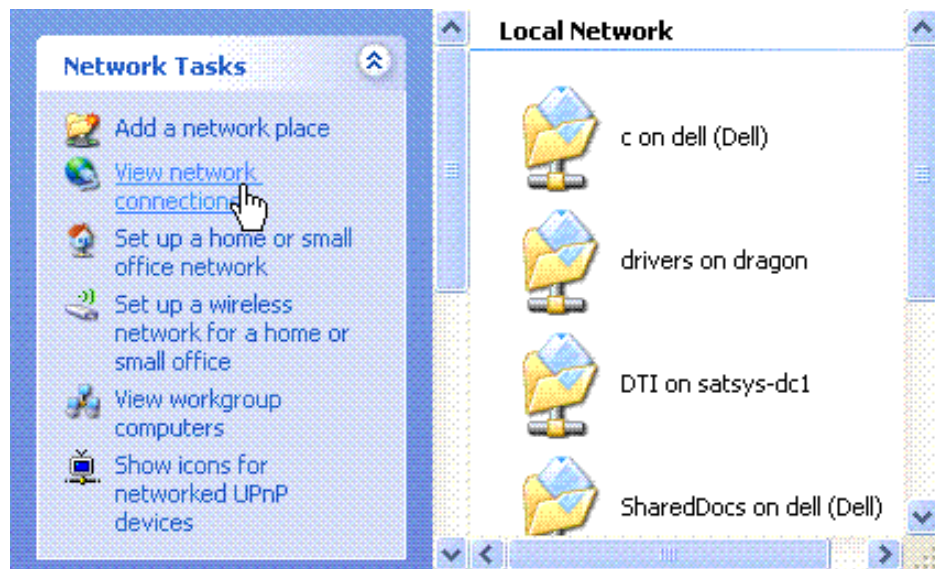 Network Tasks
Add a network place
View network
connections
Set up a home or small
office network
Set up a wireless
network for a home or
small office
View workgroup
computers
Show icons for
networked UPnP
devices
Local Network
c on dell (Dell)
drivers on dragon
DTI on satsys-dc1
SharedDocs on dell (Dell)